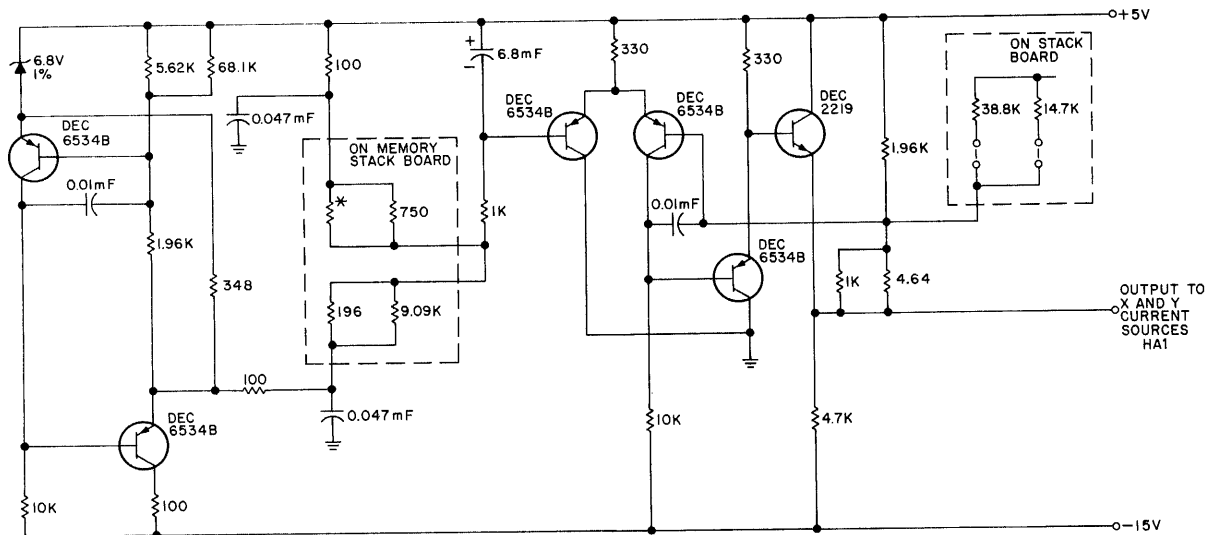 +5V
6.8V
1%
5.62K
68.1K
100
+
6.8mF
-
330
330
ON STACK
BOARD
38.8K
14.7K
DEC
6534B
0.047mF
DEC
6534B
DEC
6534B
DEC
2219
ON MEMORY
STACK BOARD
1.96K
0.01mF
*
750
1K
0.01mF
1.96K
348
DEC
6534B
196
9.09K
1K
4.64
OUTPUT TO
X AND Y
CURRENT
SOURCES
HA1
100
DEC
6534B
0.047mF
10K
4.7K
10K
100
-15V